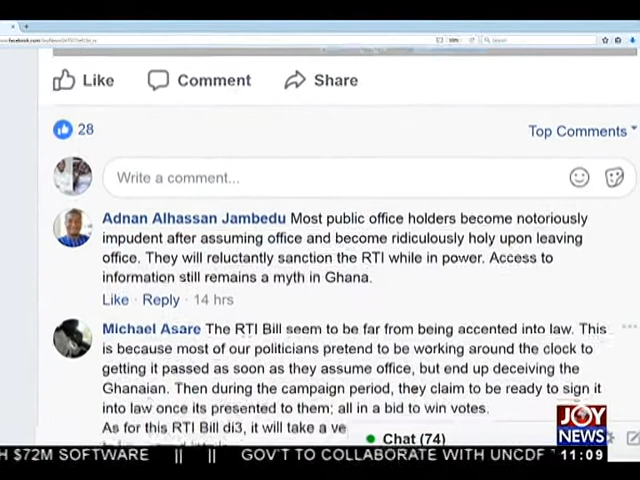 Like Comment Share
28 Top Comments
Write a comment...
Adnan Alhassan Jambedu Most public office holders become notoriously
impudent after assuming office and become ridiculously holy upon leaving
office. They will reluctantly sanction the RTI while in power. Access to
information still remains a myth in Ghana.
Like · Reply · 14 hrs
Michael Asare The RTI Bill seem to be far from being accented into law. This
is because most of our politicians pretend to be working around the clock to
getting it passed as soon as they assume office, but end up deceiving the
Ghanaian. Then during the campaign period, they claim to be ready to sign it
into law once its presented to them; all in a bid to win votes.
As for this RTI Bill di3, it will take a ve
Chat (74)
JOY
NEWS
H $72M SOFTWARE || || GOV'T TO COLLABORATE WITH UNCDF 11:09